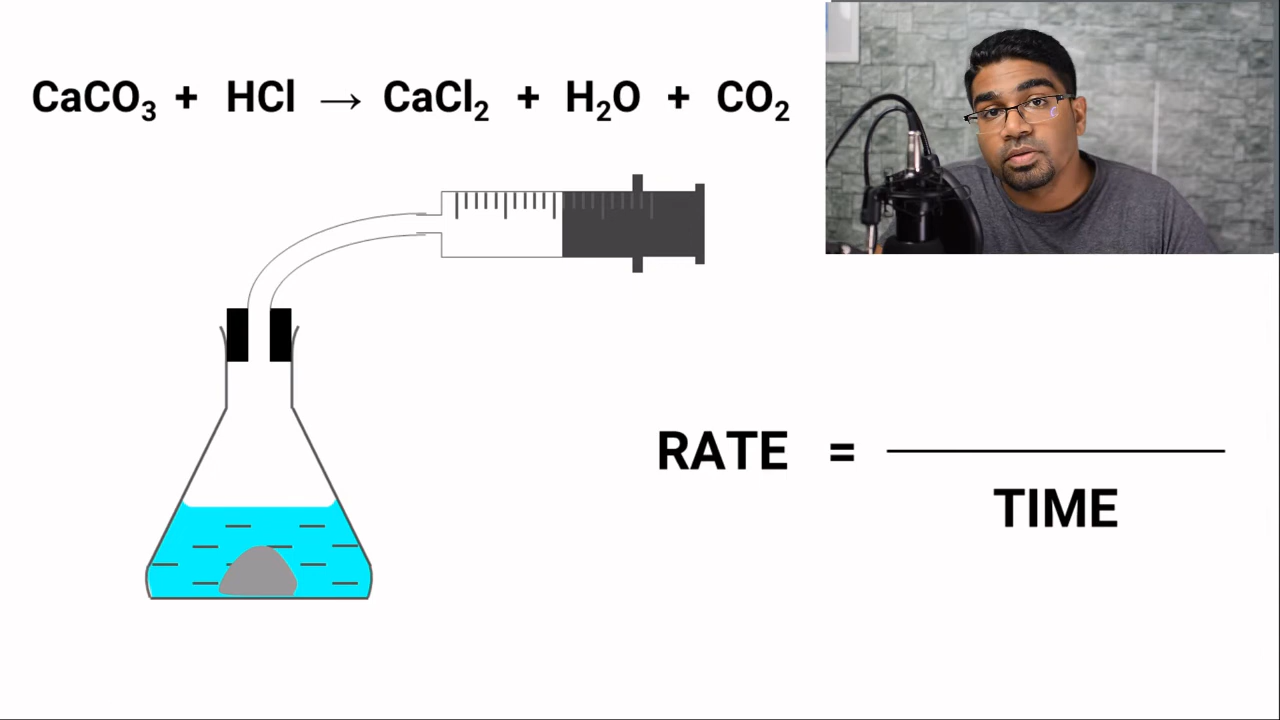 CaCO₃ + HCl → CaCl₂ + H₂O + CO₂
RATE =
TIME